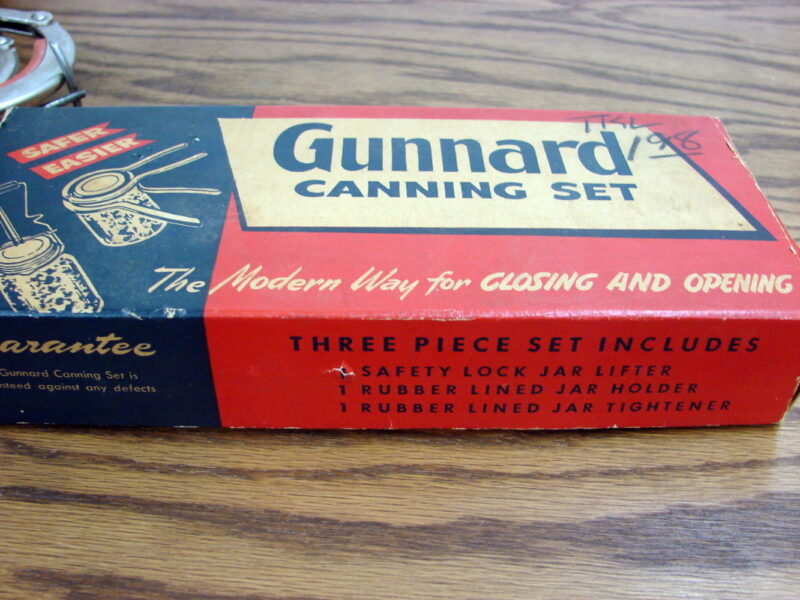 SAFER
EASIER
Gunnard
CANNING SET
198
The Modern Way for CLOSING AND OPENING
arantee
Gunnard Canning Set is
nteed against any defects
THREE PIECE SET INCLUDES
1 SAFETY LOCK JAR LIFTER
1 RUBBER LINED JAR HOLDER
1 RUBBER LINED JAR TIGHTENER